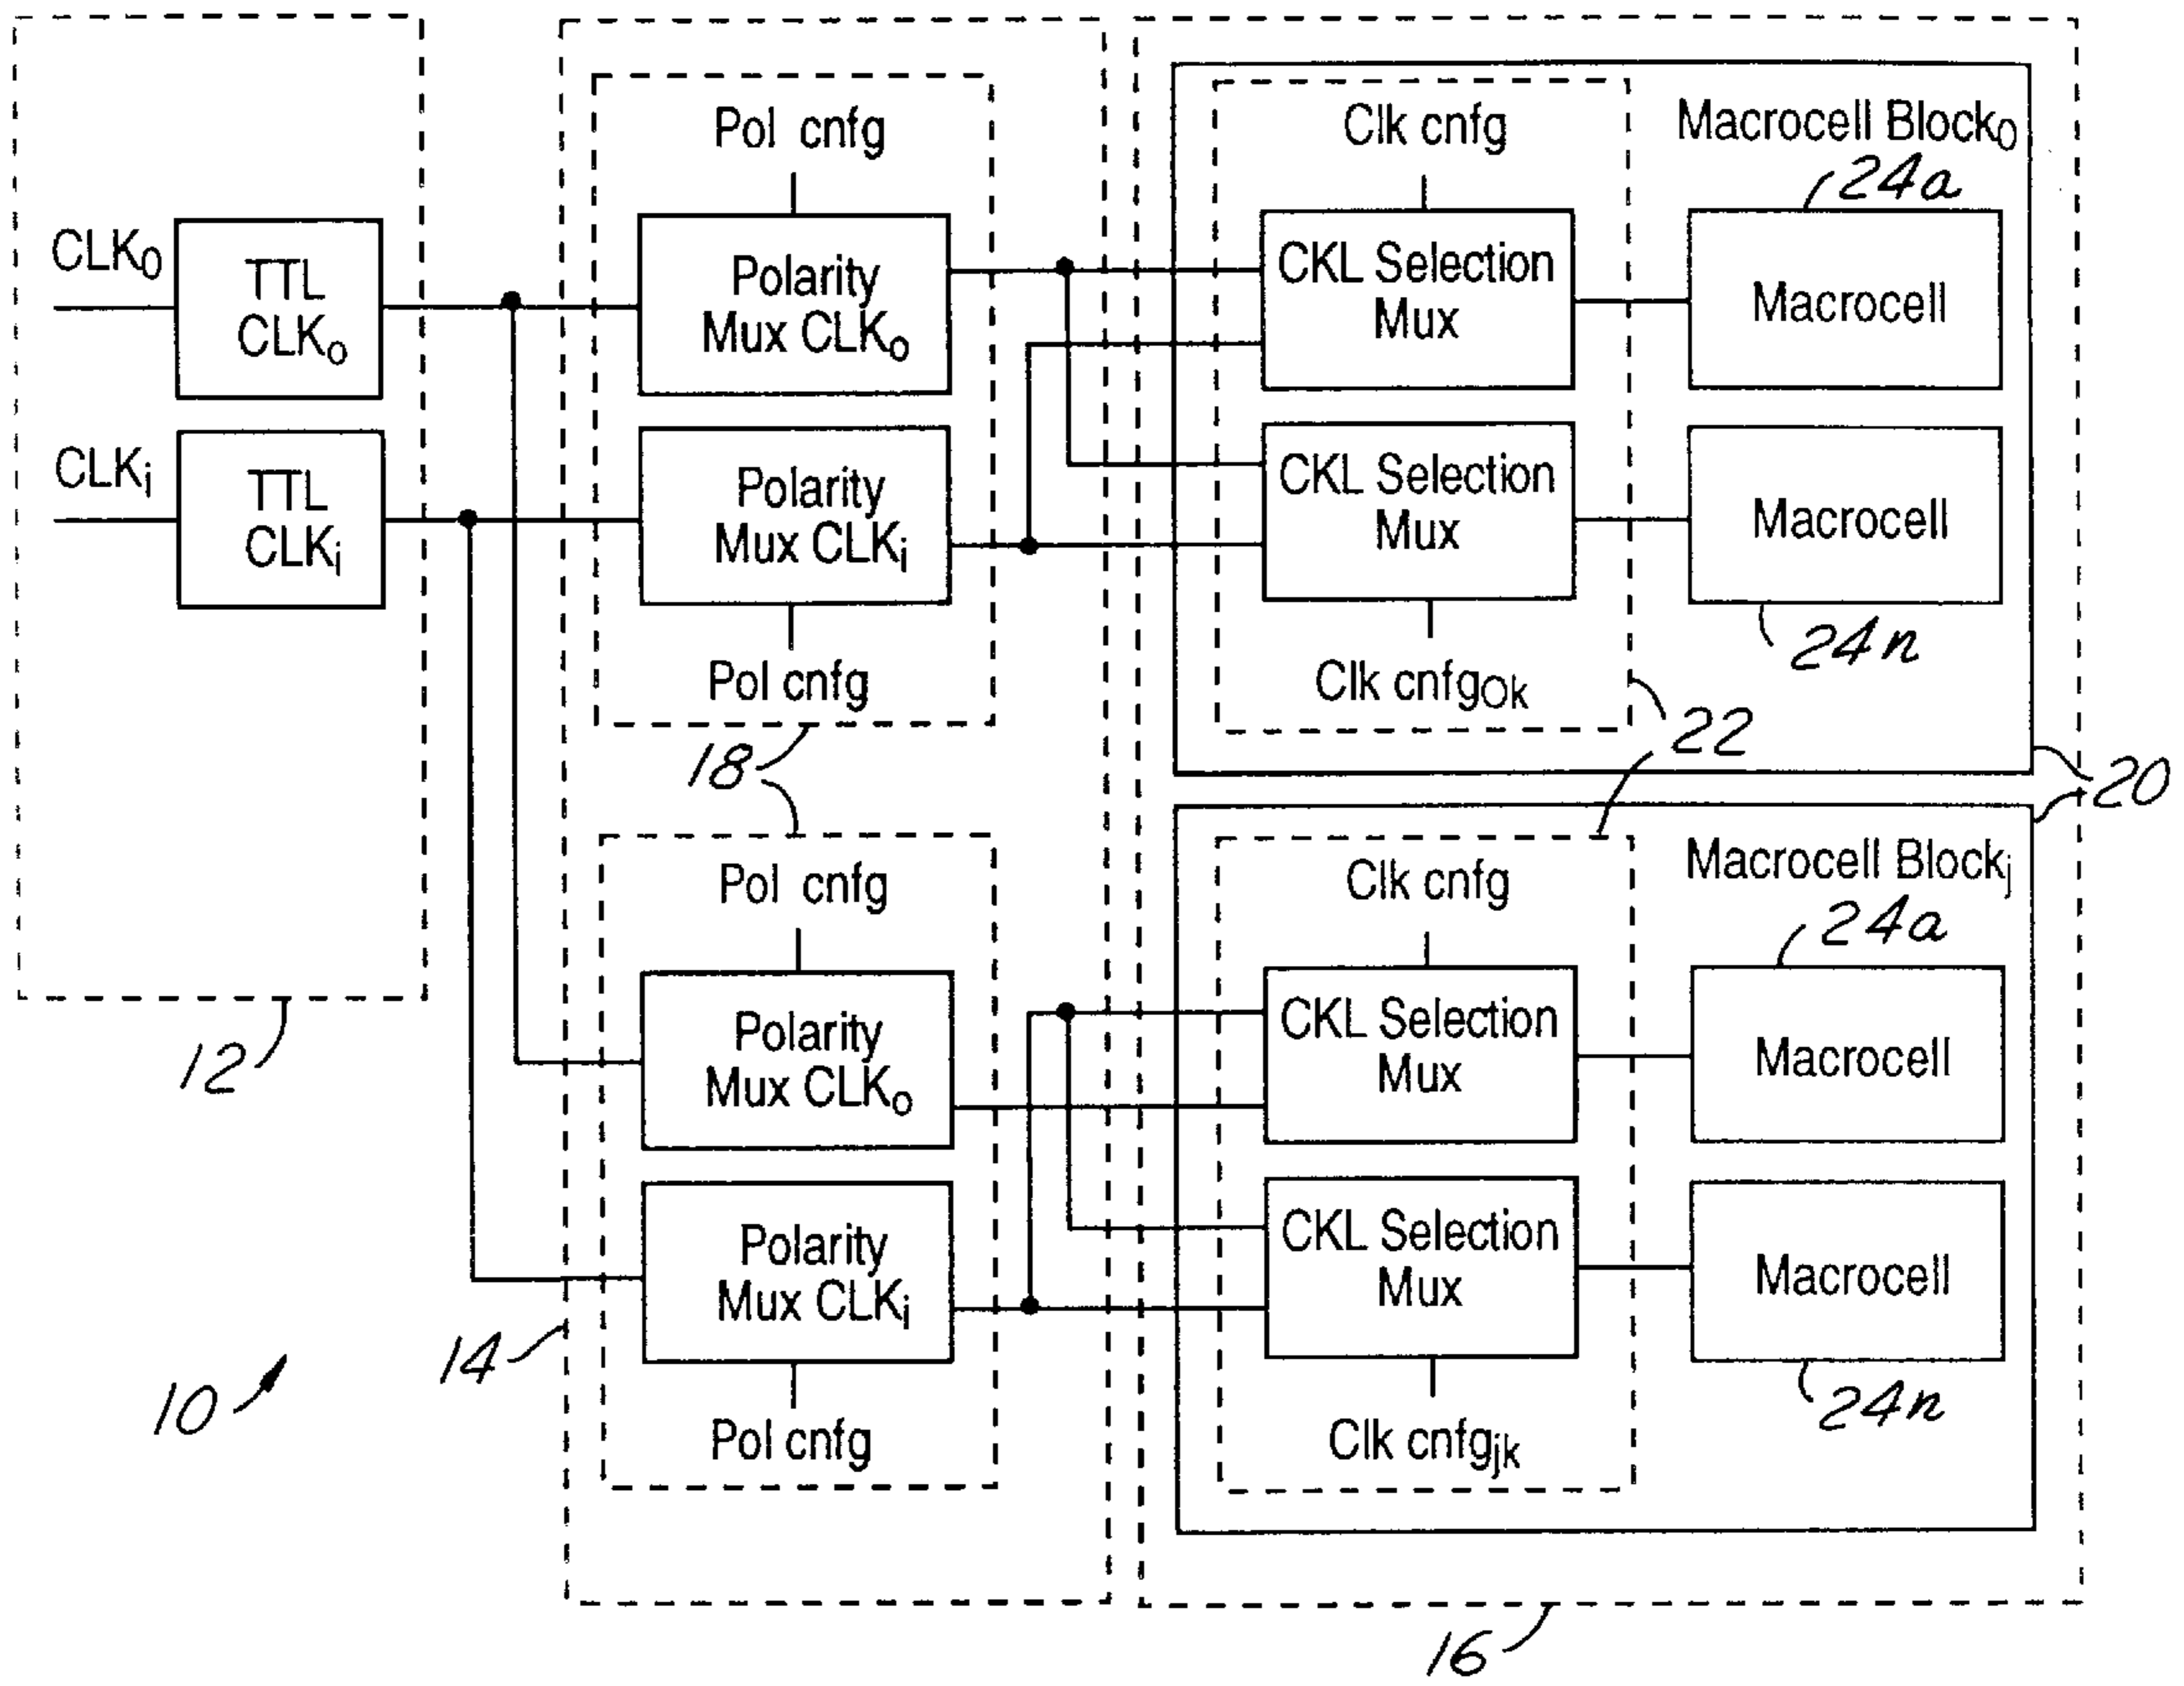 CLK0
TTL
CLKo
CLKi
TTL
CLKi
12
10
14
Pol cnfg
Polarity
Mux CLKo
Polarity
Mux CLKi
Pol cnfg
18
Pol cnfg
Polarity
Mux CLKo
Polarity
Mux CLKi
Pol cnfg
Clk cnfg
Macrocell Block0
24a
CKL Selection
Mux
Macrocell
CKL Selection
Mux
Macrocell
24n
Clk cnfgOk
22
20
Clk cnfg
Macrocell Blockj
24a
CKL Selection
Mux
Macrocell
CKL Selection
Mux
Macrocell
24n
Clk cnfgjk
16